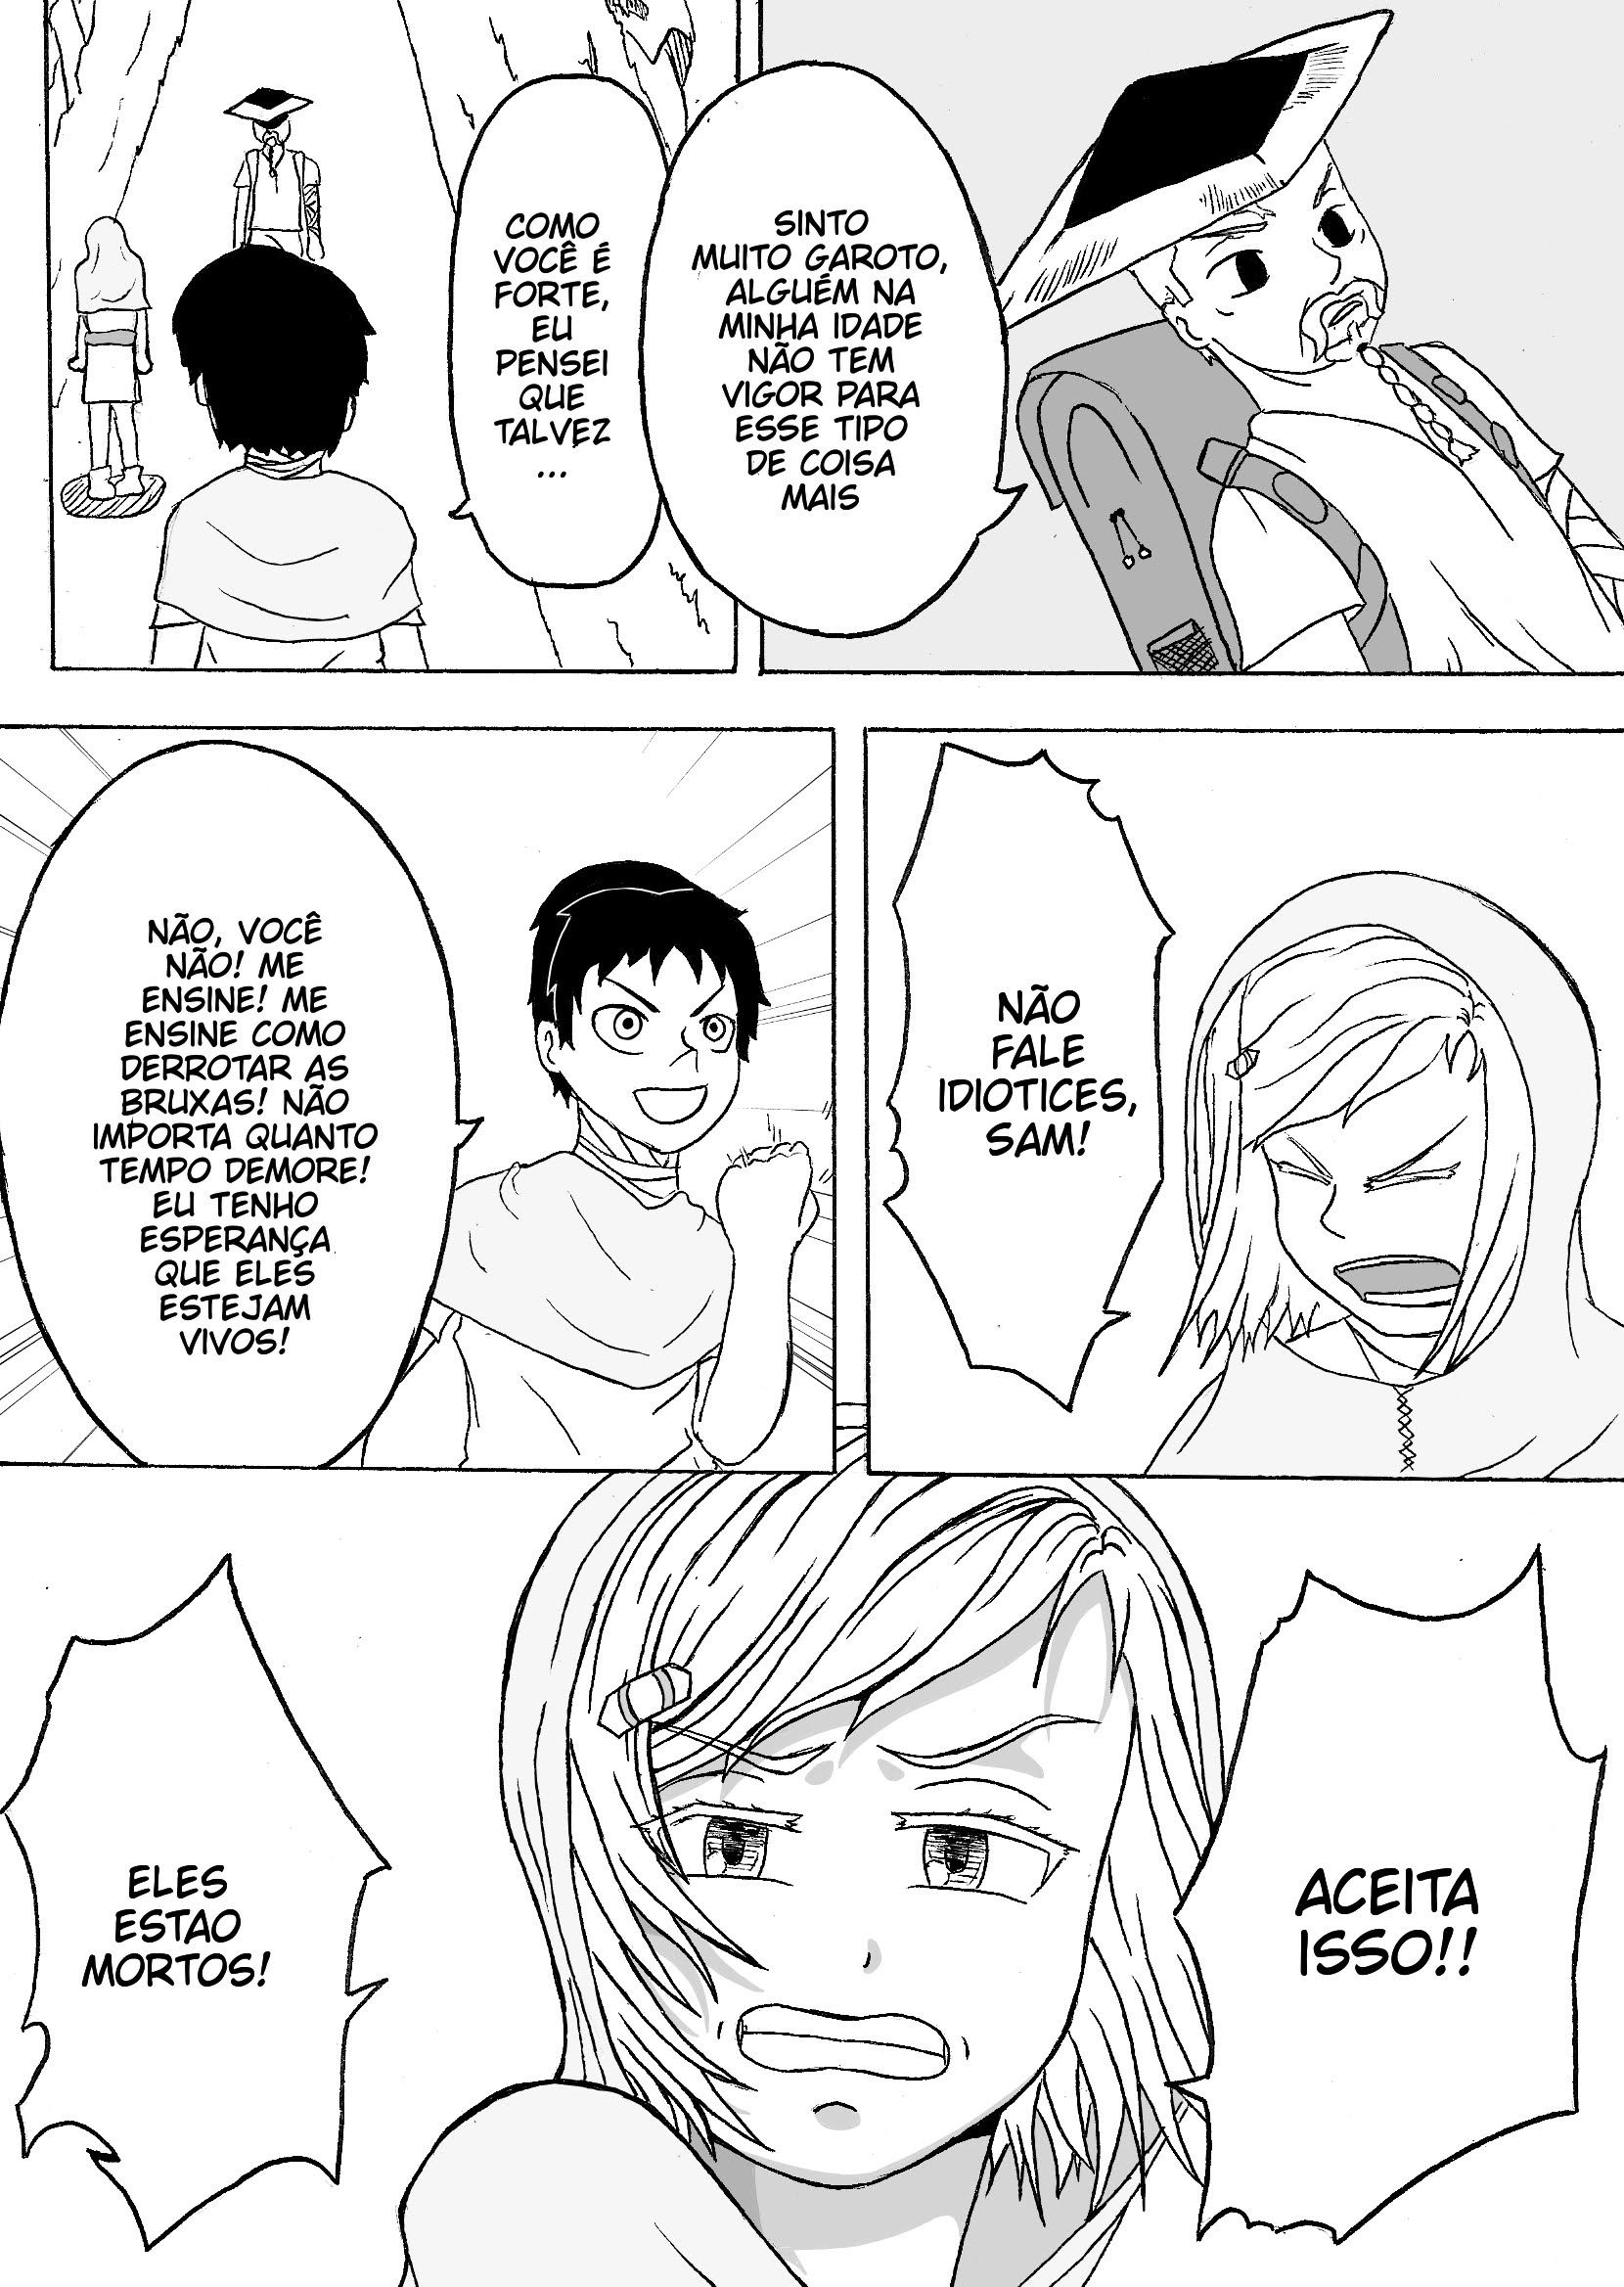 COMO
VOCÊ É
FORTE,
EU
PENSEI
QUE
TALVEZ
...
SINTO
MUITO GAROTO,
ALGUÉM NA
MINHA IDADE
NÃO TEM
VIGOR PARA
ESSE TIPO
DE COISA
MAIS
NÃO, VOCÊ
NÃO! ME
ENSINE! ME
ENSINE COMO
DERROTAR AS
BRUXAS! NÃO
IMPORTA QUANTO
TEMPO DEMORE!
EU TENHO
ESPERANÇA
QUE ELES
ESTEJAM
VIVOS!
NÃO
FALE
IDIOTICES,
SAM!
ELES
ESTAO
MORTOS!
ACEITA
ISSO!!